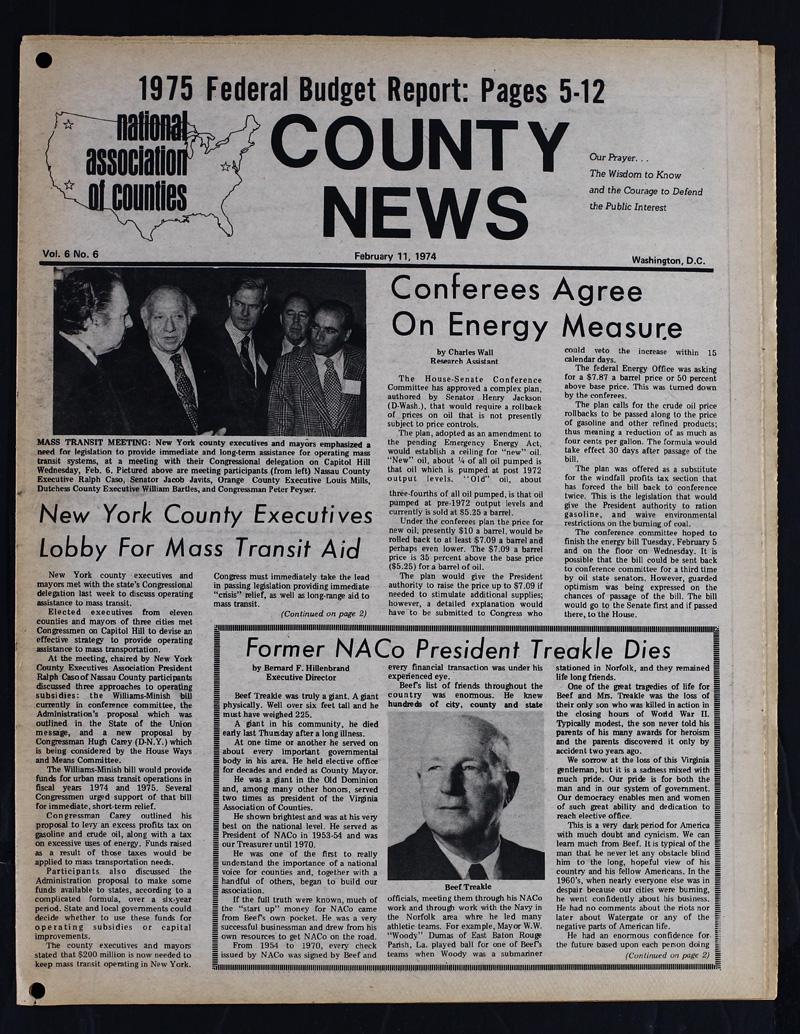 1975 Federal Budget Report: Pages 5-12
national
association
of counties
COUNTY
NEWS
Our Prayer. . .
The Wisdom to Know
and the Courage to Defend
the Public Interest
Vol. 6 No. 6
February 11, 1974
Washington, D.C.
MASS TRANSIT MEETING: New York county executives and mayors emphasized a
need for legislation to provide immediate and long-term assistance for operating mass
transit systems, at a meeting with their Congressional delegation on Capitol Hill
Wednesday, Feb. 6. Pictured above are meeting participants (from left) Nassau County
Executive Ralph Caso, Senator Jacob Javits, Orange County Executive Louis Mills,
Dutchess County Executive William Bartles, and Congressman Peter Peyser.
New York County Executives
Lobby For Mass Transit Aid
New York county executives and
mayors met with the state's Congressional
delegation last week to discuss operating
assistance to mass transit.
Elected executives from eleven
counties and mayors of three cities met
Congressmen on Capitol Hill to devise an
effective strategy to provide operating
assistance to mass transportation.
At the meeting, chaired by New York
County Executives Association President
Ralph Caso of Nassau County participants
discussed three approaches to operating
subsidies: the Williams-Minish bill
currently in conference committee, the
Administration's proposal which was
outlined in the State of the Union
message, and a new proposal by
Congressman Hugh Carey (D-N.Y.) which
is being considered by the House Ways
and Means Committee.
The Williams-Minish bill would provide
funds for urban mass transit operations in
fiscal years 1974 and 1975. Several
Congressmen urged support of that bill
for immediate, short-term relief.
Congressman Carey outlined his
proposal to levy an excess profits tax on
gasoline and crude oil, along with a tax
on excessive uses of energy. Funds raised
as a result of those taxes would be
applied to mass transportation needs.
Participants also discussed the
Administration proposal to make some
funds available to states, according to a
complicated formula, over a six-year
period. State and local governments could
decide whether to use these funds for
operating subsidies or capital
improvements.
The county executives and mayors
stated that $200 million is now needed to
keep mass transit operating in New York.
Congress must immediately take the lead
in passing legislation providing immediate
"crisis" relief, as well as long-range aid to
mass transit.
(Continued on page 2)
Conferees Agree
On Energy Measure
by Charles Wall
Research Assistant
The House-Senate Conference
Committee has approved a complex plan,
authored by Senator Henry Jackson
(D-Wash.), that would require a rollback
of prices on oil that is not presently
subject to price controls.
The plan, adopted as an amendment to
the pending Emergency Energy Act,
would establish a ceiling for "new" oil.
"New" oil, about ¼ of all oil pumped is
that oil which is pumped at post 1972
output levels. "Old" oil, about
three-fourths of all oil pumped, is that oil
pumped at pre-1972 output levels and
currently is sold at $5.25 a barrel.
Under the conferees plan the price for
new oil, presently $10 a barrel, would be
rolled back to at least $7.09 a barrel and
perhaps even lower. The $7.09 a barrel
price is 35 percent above the base price
($5.25) for a barrel of oil.
The plan would give the President
authority to raise the price up to $7.09 if
needed to stimulate additional supplies;
however, a detailed explanation would
have to be submitted to Congress who
could veto the increase within 15
calendar days.
The federal Energy Office was asking
for a $7.87 a barrel price or 50 percent
above base price. This was turned down
by the conferees.
The plan calls for the crude oil price
rollbacks to be passed along to the price
of gasoline and other refined products;
thus meaning a reduction of as much as
four cents per gallon. The formula would
take effect 30 days after passage of the
bill.
The plan was offered as a substitute
for the windfall profits tax section that
has forced the bill back to conference
twice. This is the legislation that would
give the President authority to ration
gasoline, and waive environmental
restrictions on the burning of coal.
The conference committee hoped to
finish the energy bill Tuesday, February 5
and on the floor on Wednesday. It is
possible that the bill could be sent back
to conference committee for a third time
by oil state senators. However, guarded
optimism was being expressed on the
chances of passage of the bill. The bill
would go to the Senate first and if passed
there, to the House.
Former NACo President Treakle Dies
by Bernard F. Hillenbrand
Executive Director
Beef Treakle was truly a giant. A giant
physically. Well over six feet tall and he
must have weighed 225.
A giant in his community, he died
early last Thursday after a long illness.
At one time or another he served on
about every important governmental
body in his area. He held elective office
for decades and ended as County Mayor.
He was a giant in the Old Dominion
and, among many other honors, served
two times as president of the Virginia
Association of Counties.
He shown brightest and was at his very
best on the national level. He served as
President of NACo in 1953-54 and was
our Treasurer until 1970.
He was one of the first to really
understand the importance of a national
voice for counties and, together with a
handful of others, began to build our
association.
If the full truth were known, much of
the "start up" money for NACo came
from Beef's own pocket. He was a very
successful businessman and drew from his
own resources to get NACo on the road.
From 1954 to 1970, every check
issued by NACo was signed by Beef and
every financial transaction was under his
experienced eye.
Beef's list of friends throughout the
country was enormous. He knew
hundreds of city, county and state
Beef Treakle
officials, meeting them through his NACo
work and through work with the Navy in
the Norfolk area whre he led many
athletic teams. For example, Mayor W.W.
"Woody" Dumas of East Baton Rouge
Parish, La. played ball for one of Beef's
teams when Woody was a submariner
stationed in Norfolk, and they remained
life long friends.
One of the great tragedies of life for
Beef and Mrs. Treakle was the loss of
their only son who was killed in action in
the closing hours of World War II.
Typically modest, the son never told his
parents of his many awards for heroism
and the parents discovered it only by
accident two years ago.
We sorrow at the loss of this Virginia
gentleman, but it is a sadness mixed with
much pride. Our pride is for both the
man and in our system of government.
Our democracy enables men and women
of such great ability and dedication to
reach elective office.
This is a very dark period for America
with much doubt and cynicism. We can
learn much from Beef. It is typical of the
man that he never let any obstacle blind
him to the long, hopeful view of his
country and his fellow Americans. In the
1960's, when nearly everyone else was in
despair because our cities were burning,
he went confidently about his business.
He had no comments about the riots nor
later about Watergate or any of the
negative parts of American life.
He had an enormous confidence for
the future based upon each person doing
(Continued on page 2)